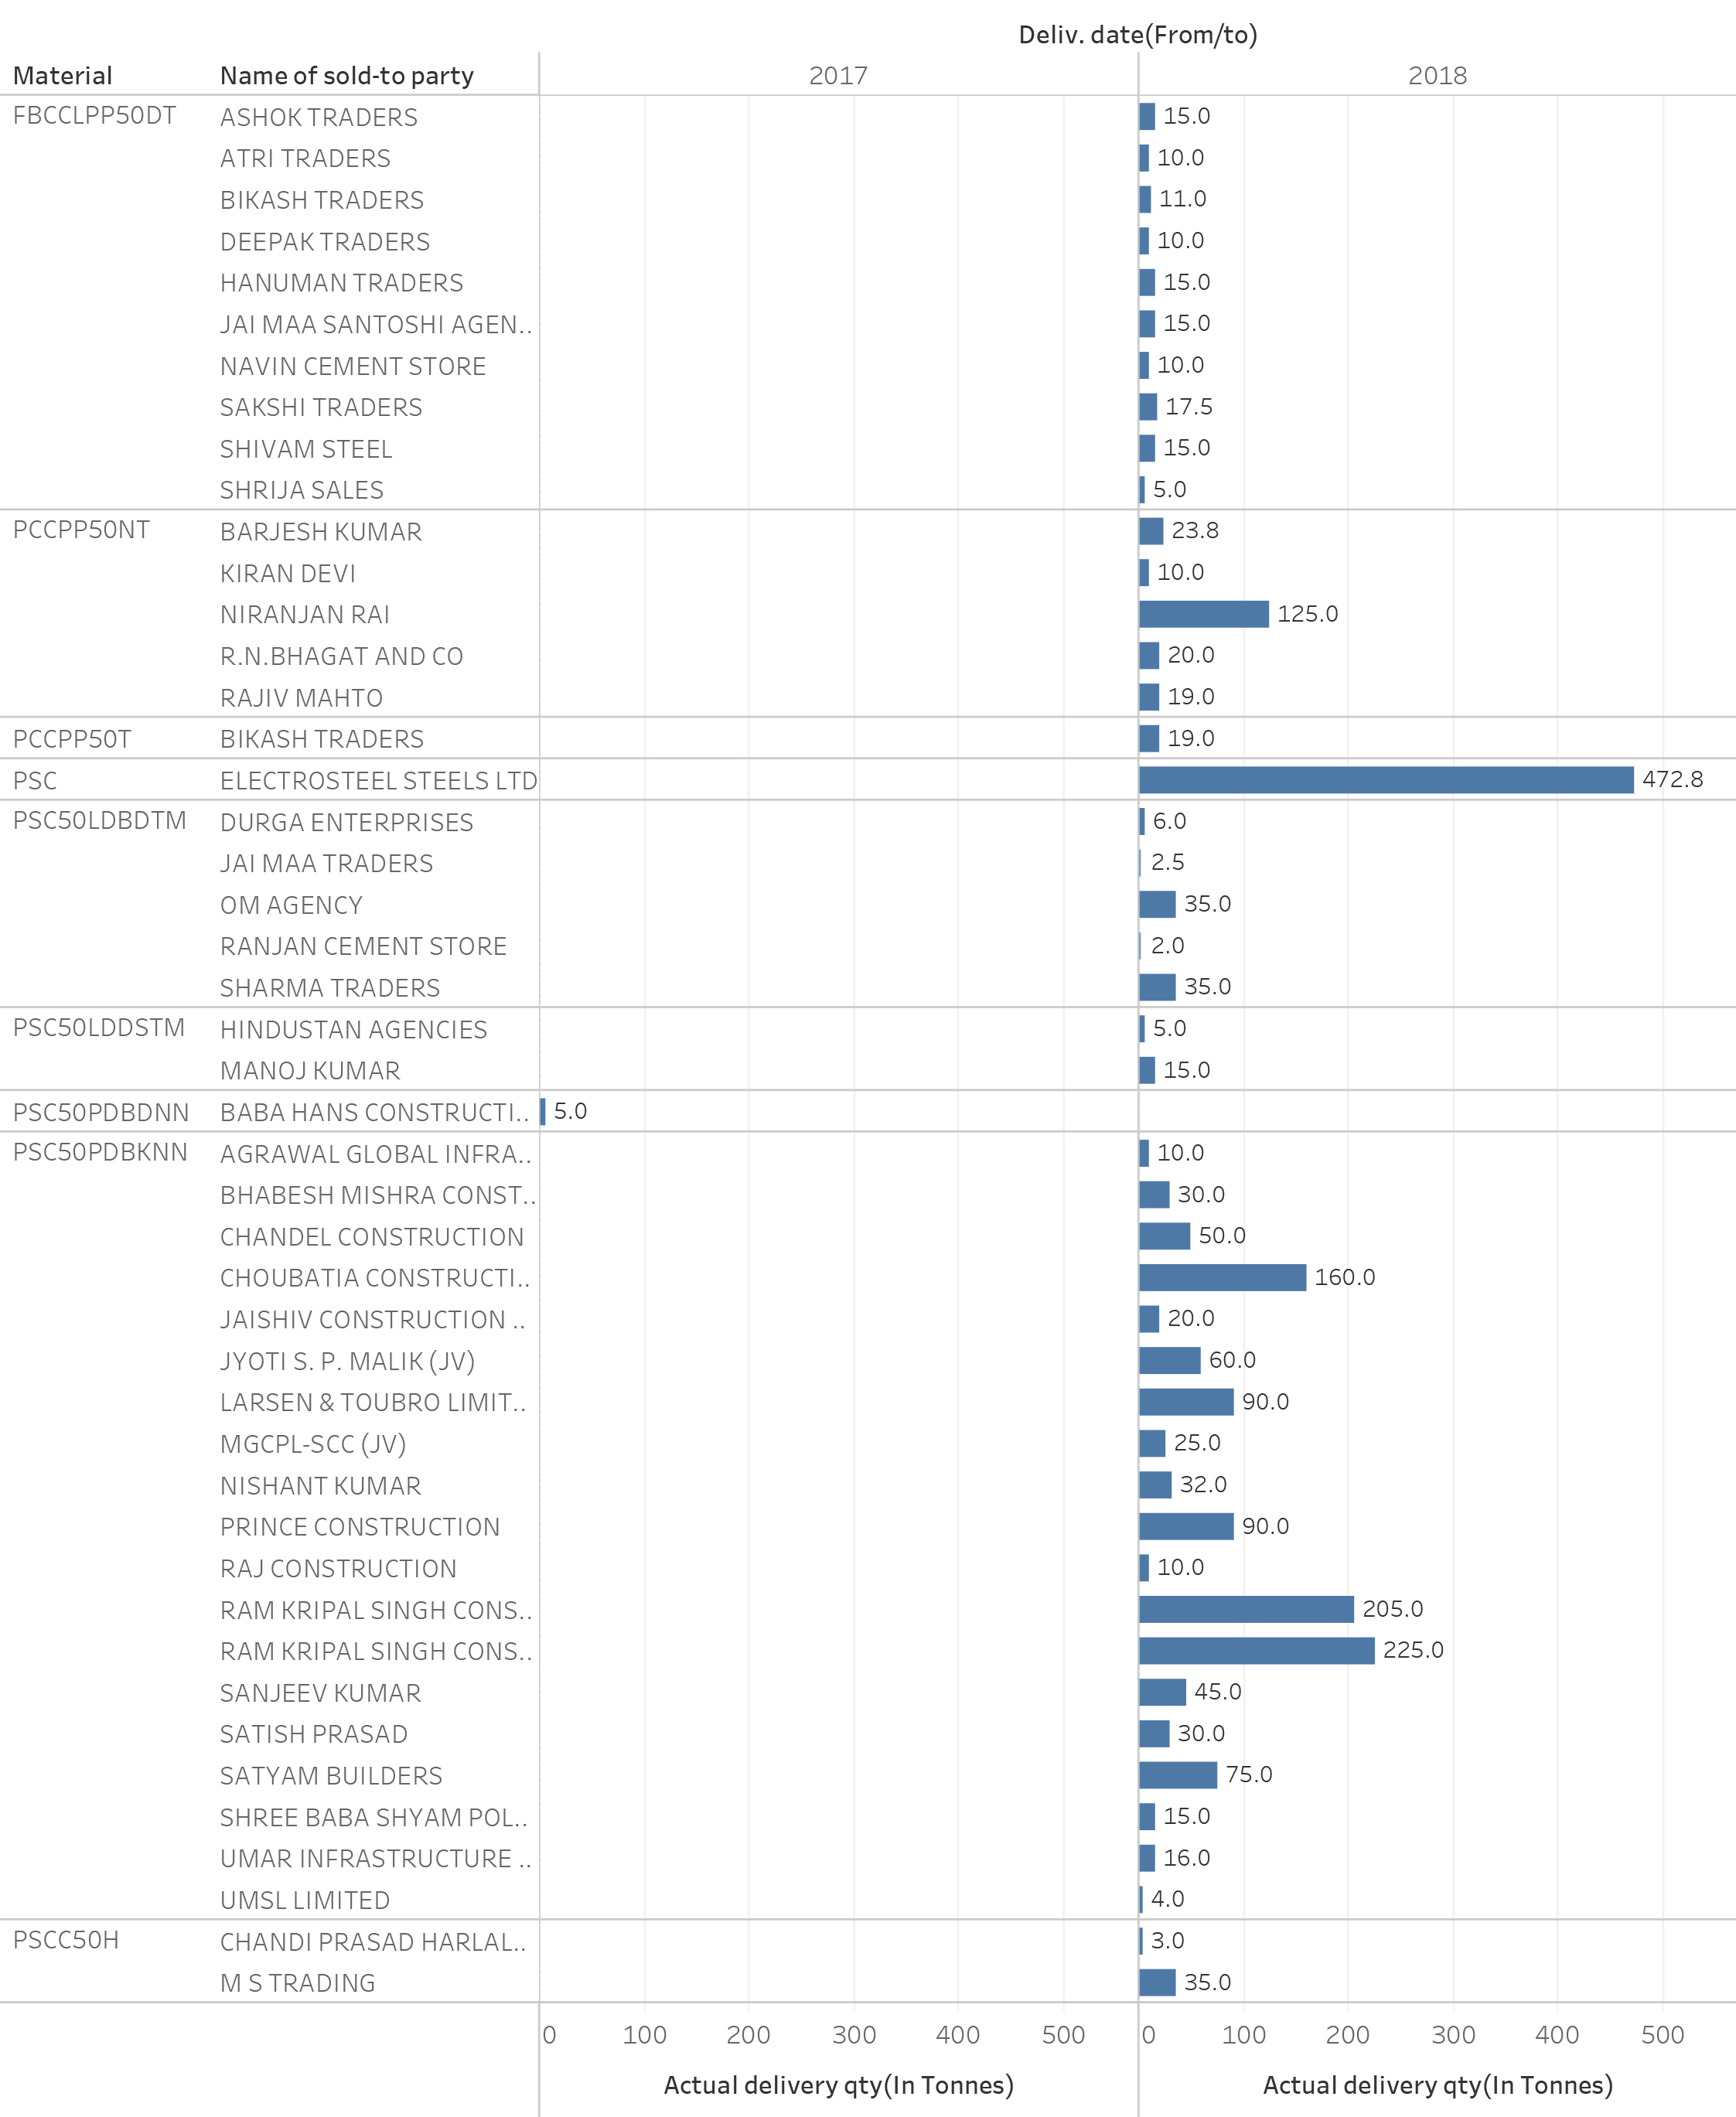 Deliv. date(From/to)
Material Name of sold-to party 2017 2018
FBCCLPP50DT ASHOK TRADERS 15.0
ATRI TRADERS 10.0
BIKASH TRADERS 11.0
DEEPAK TRADERS 10.0
HANUMAN TRADERS 15.0
JAI MAA SANTOSHI AGEN.. 15.0
NAVIN CEMENT STORE 10.0
SAKSHI TRADERS 17.5
SHIVAM STEEL 15.0
SHRIJA SALES 5.0
PCCPP50NT BARJESH KUMAR 23.8
KIRAN DEVI 10.0
NIRANJAN RAI 125.0
R.N.BHAGAT AND CO 20.0
RAJIV MAHTO 19.0
PCCPP50T BIKASH TRADERS 19.0
PSC ELECTROSTEEL STEELS LTD 472.8
PSC50LDBDTM DURGA ENTERPRISES 6.0
JAI MAA TRADERS 2.5
OM AGENCY 35.0
RANJAN CEMENT STORE 2.0
SHARMA TRADERS 35.0
PSC50LDDSTM HINDUSTAN AGENCIES 5.0
MANOJ KUMAR 15.0
PSC50PDBDNN BABA HANS CONSTRUCTI.. 5.0
PSC50PDBKNN AGRAWAL GLOBAL INFRA.. 10.0
BHABESH MISHRA CONST.. 30.0
CHANDEL CONSTRUCTION 50.0
CHOUBATIA CONSTRUCTI.. 160.0
JAISHIV CONSTRUCTION .. 20.0
JYOTI S. P. MALIK (JV) 60.0
LARSEN & TOUBRO LIMIT.. 90.0
MGCPL-SCC (JV) 25.0
NISHANT KUMAR 32.0
PRINCE CONSTRUCTION 90.0
RAJ CONSTRUCTION 10.0
RAM KRIPAL SINGH CONS.. 205.0
RAM KRIPAL SINGH CONS.. 225.0
SANJEEV KUMAR 45.0
SATISH PRASAD 30.0
SATYAM BUILDERS 75.0
SHREE BABA SHYAM POL.. 15.0
UMAR INFRASTRUCTURE .. 16.0
UMSL LIMITED 4.0
PSCC50H CHANDI PRASAD HARLAL.. 3.0
M S TRADING 35.0
0 100 200 300 400 500 0 100 200 300 400 500
Actual delivery qty(In Tonnes) Actual delivery qty(In Tonnes)